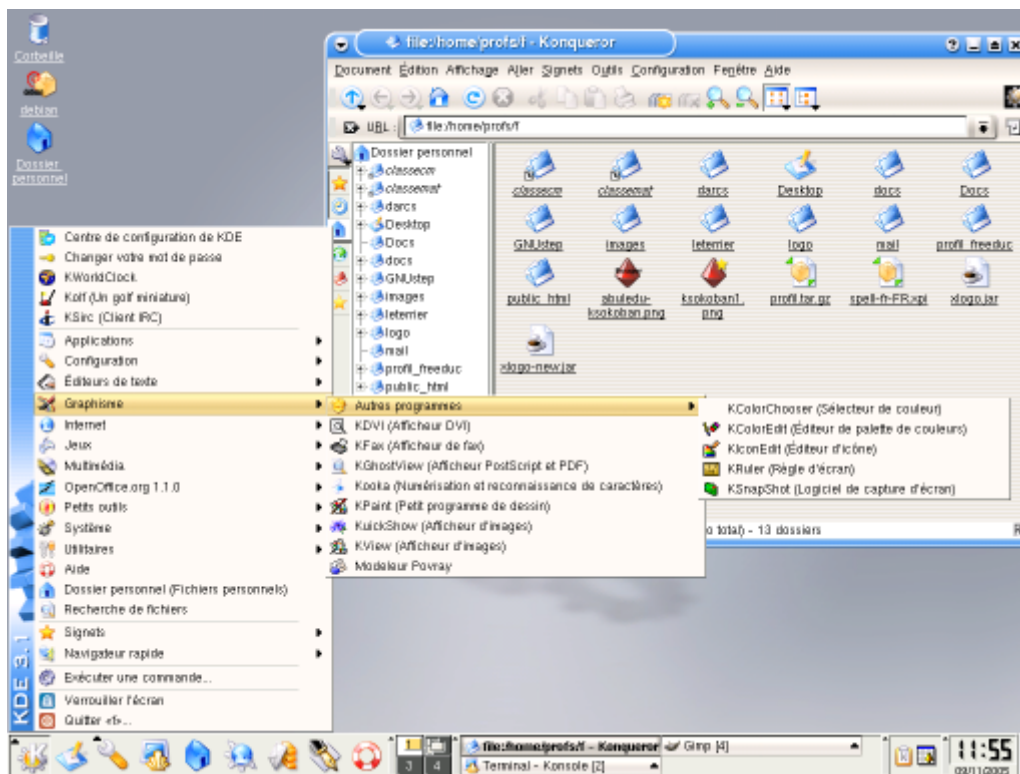 Corbeille
debian
Dossier personnel
file:/home/profs/f - Konqueror
Document Édition Affichage Aller Signets Outils Configuration Fenêtre Aide
URL : file:/home/profs/f
Dossier personnel
classecm
classemat
darcs
Desktop
Docs
docs
GNUstep
images
leterrier
logo
mail
profil_freeduc
public_html
classecm classemat darcs Desktop docs Docs
GNUstep images leterrier logo mail profil_freeduc
public_html abuledu-ksokoban.png ksokoban1.png profil.tar.gz spell-fr-FR.xpi xlogo.jar
xlogo-new.jar
o total) - 13 dossiers
Centre de configuration de KDE
Changer votre mot de passe
KWorldClock
Kolf (Un golf miniature)
KSirc (Client IRC)
Applications
Configuration
Éditeurs de texte
Graphisme
Internet
Jeux
Multimédia
OpenOffice.org 1.1.0
Petits outils
Système
Utilitaires
Aide
Dossier personnel (Fichiers personnels)
Recherche de fichiers
Signets
Navigateur rapide
Exécuter une commande...
Verrouiller l'écran
Quitter «f»...
KDE 3.1
Autres programmes
KDVI (Afficheur DVI)
KFax (Afficheur de fax)
KGhostView (Afficheur PostScript et PDF)
Kooka (Numérisation et reconnaissance de caractères)
KPaint (Petit programme de dessin)
KuickShow (Afficheur d'images)
KView (Afficheur d'images)
Modeleur Povray
KColorChooser (Sélecteur de couleur)
KColorEdit (Éditeur de palette de couleurs)
KIconEdit (Éditeur d'icône)
KRuler (Règle d'écran)
KSnapShot (Logiciel de capture d'écran)
1
3 4
file:/home/profs/f - Konqueror
Gimp [4]
Terminal - Konsole [2]
11:55
09/11/2005